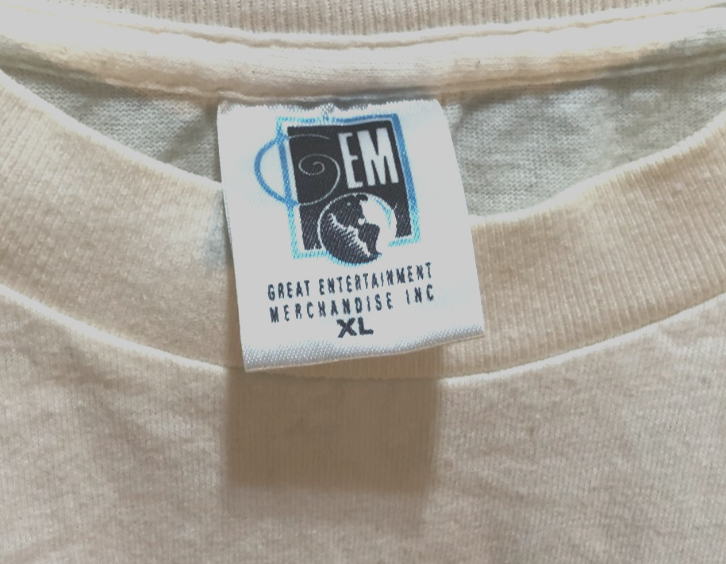 GEM
GREAT ENTERTAINMENT
MERCHANDISE INC
XL